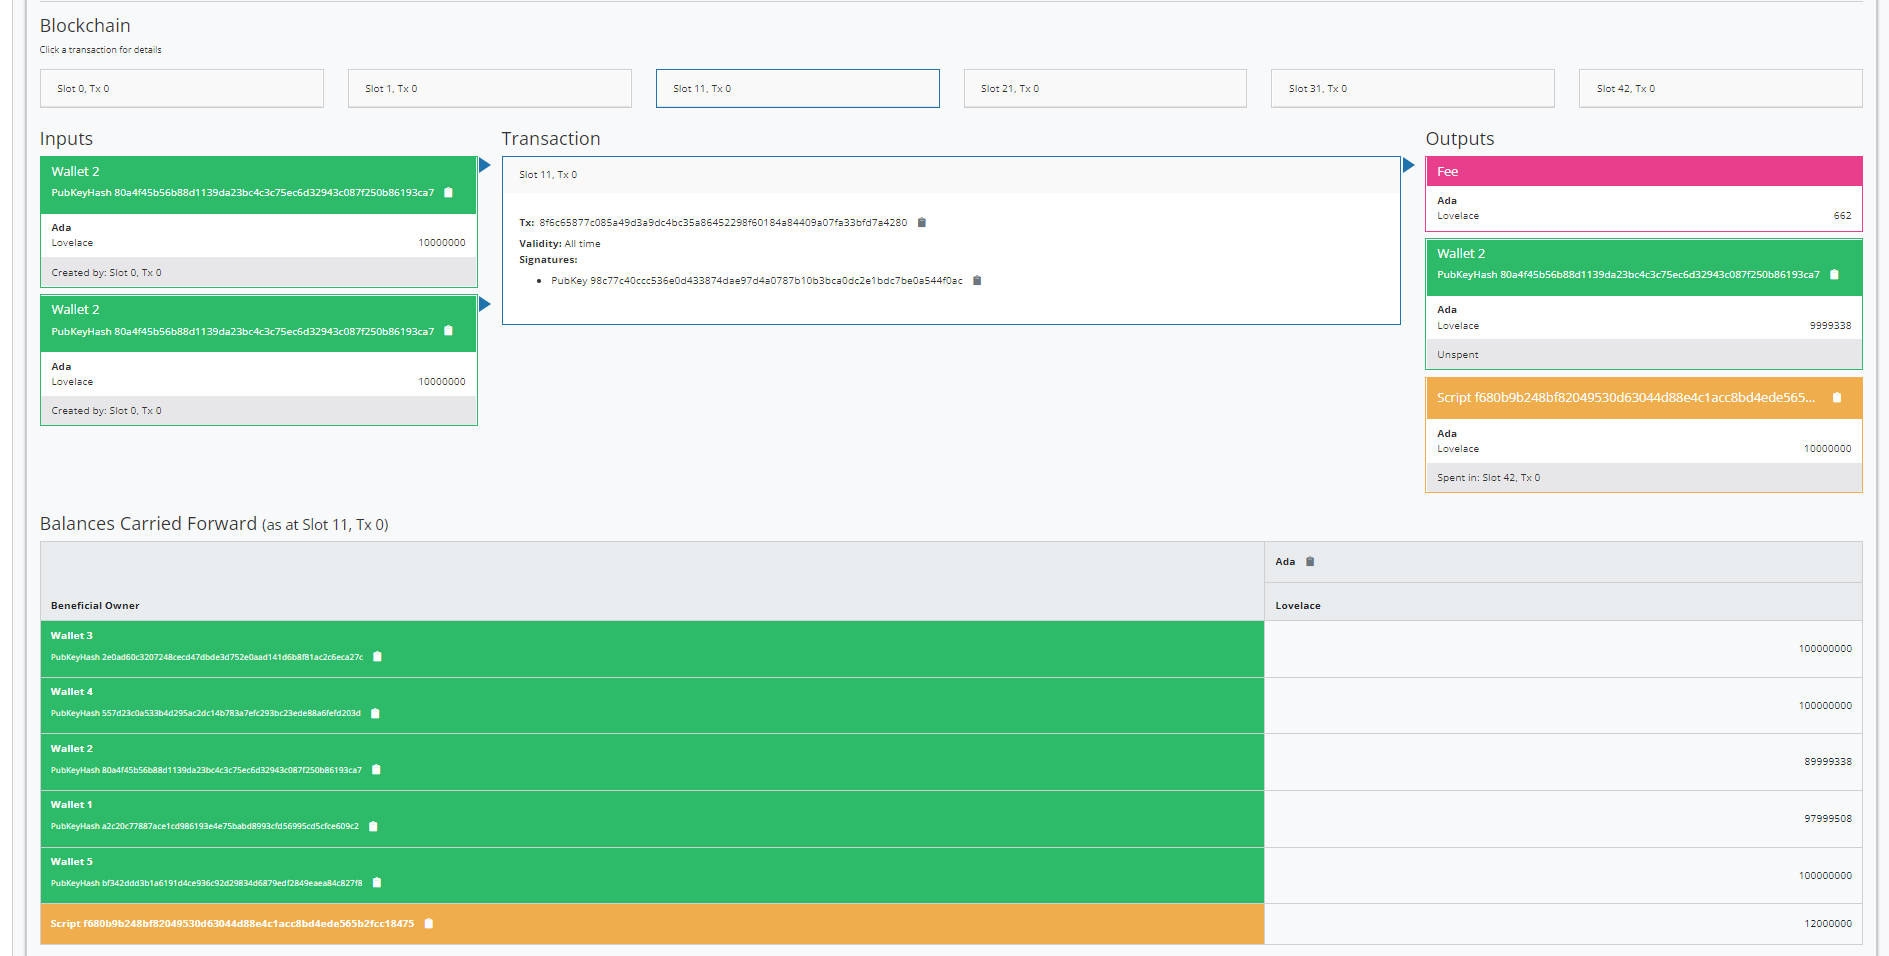 Blockchain
Click a transaction for details
Slot 0, Tx 0
Slot 1, Tx 0
Slot 11, Tx 0
Slot 21, Tx 0
Slot 31, Tx 0
Slot 42, Tx 0
Inputs
Wallet 2
PubKeyHash 80a4f45b56b88d1139da23bc4c3c75ec6d32943c087f250b86193ca7
Ada
Lovelace 10000000
Created by: Slot 0, Tx 0
Wallet 2
PubKeyHash 80a4f45b56b88d1139da23bc4c3c75ec6d32943c087f250b86193ca7
Ada
Lovelace 10000000
Created by: Slot 0, Tx 0
Transaction
Slot 11, Tx 0
Tx: 8f6c65877c085a49d3a9dc4bc35a86452298f60184a84409a07fa33bfd7a4280
Validity: All time
Signatures:
PubKey 98c77c40ccc536e0d433874dae97d4a0787b10b3bca0dc2e1bdc7be0a544f0ac
Outputs
Fee
Ada
Lovelace 662
Wallet 2
PubKeyHash 80a4f45b56b88d1139da23bc4c3c75ec6d32943c087f250b86193ca7
Ada
Lovelace 9999338
Unspent
Script f680b9b248bf82049530d63044d88e4c1acc8bd4ede565...
Ada
Lovelace 10000000
Spent in: Slot 42, Tx 0
Balances Carried Forward (as at Slot 11, Tx 0)
Ada
Beneficial Owner Lovelace
Wallet 3
PubKeyHash 2e0ad60c3207248cecd47dbde3d752e0aad141d6b8f81ac2c6eca27c
100000000
Wallet 4
PubKeyHash 557d23c0a533b4d295ac2dc14b783a7efc293bc23ede88a6fefd203d
100000000
Wallet 2
PubKeyHash 80a4f45b56b88d1139da23bc4c3c75ec6d32943c087f250b86193ca7
89999338
Wallet 1
PubKeyHash a2c20c77887ace1cd986193e4e75babd8993cfd56995cd5cfce609c2
97999508
Wallet 5
PubKeyHash bf342ddd3b1a6191d4ce936c92d29834d6879edf2849eaea84c827f8
100000000
Script f680b9b248bf82049530d63044d88e4c1acc8bd4ede565b2fcc18475
12000000